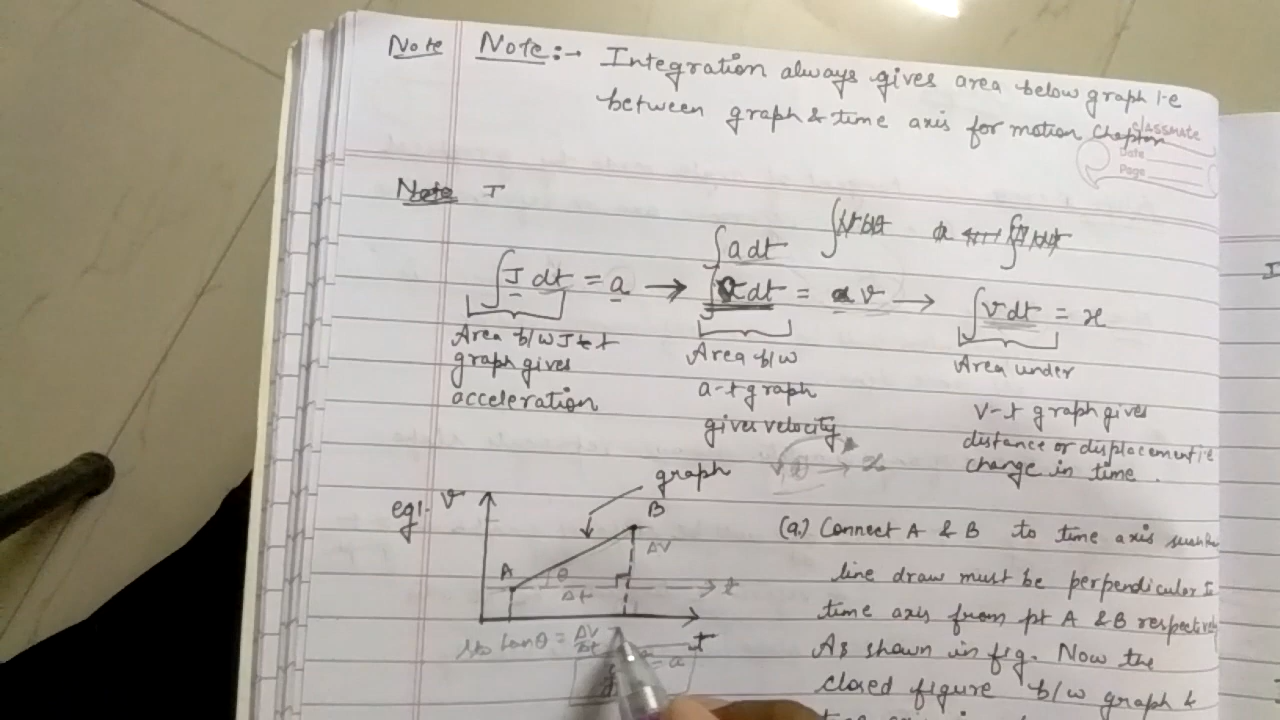 Note Note:→ Integration always gives area below graph i.e
between graph & time axis for motion Chapter
classmate
Date
Page
Note I
∫a dt
∫J dt = a → ∫ dt = v → ∫v dt = x
Area b/w J & t
graph gives
acceleration
Area b/w
a-t graph
gives velocity
Area under
V-t graph gives
distance or displacement i.e
change in time.
x
eg:- v
graph
A
B
θ
Δt
ΔV
t
t
tanθ = ΔV/Δt
= a
(a.) Connect A & B to time axis such
line draw must be perpendicular
time axis from pt A & B respectively
As shown in fig. Now the
closed figure b/w graph &